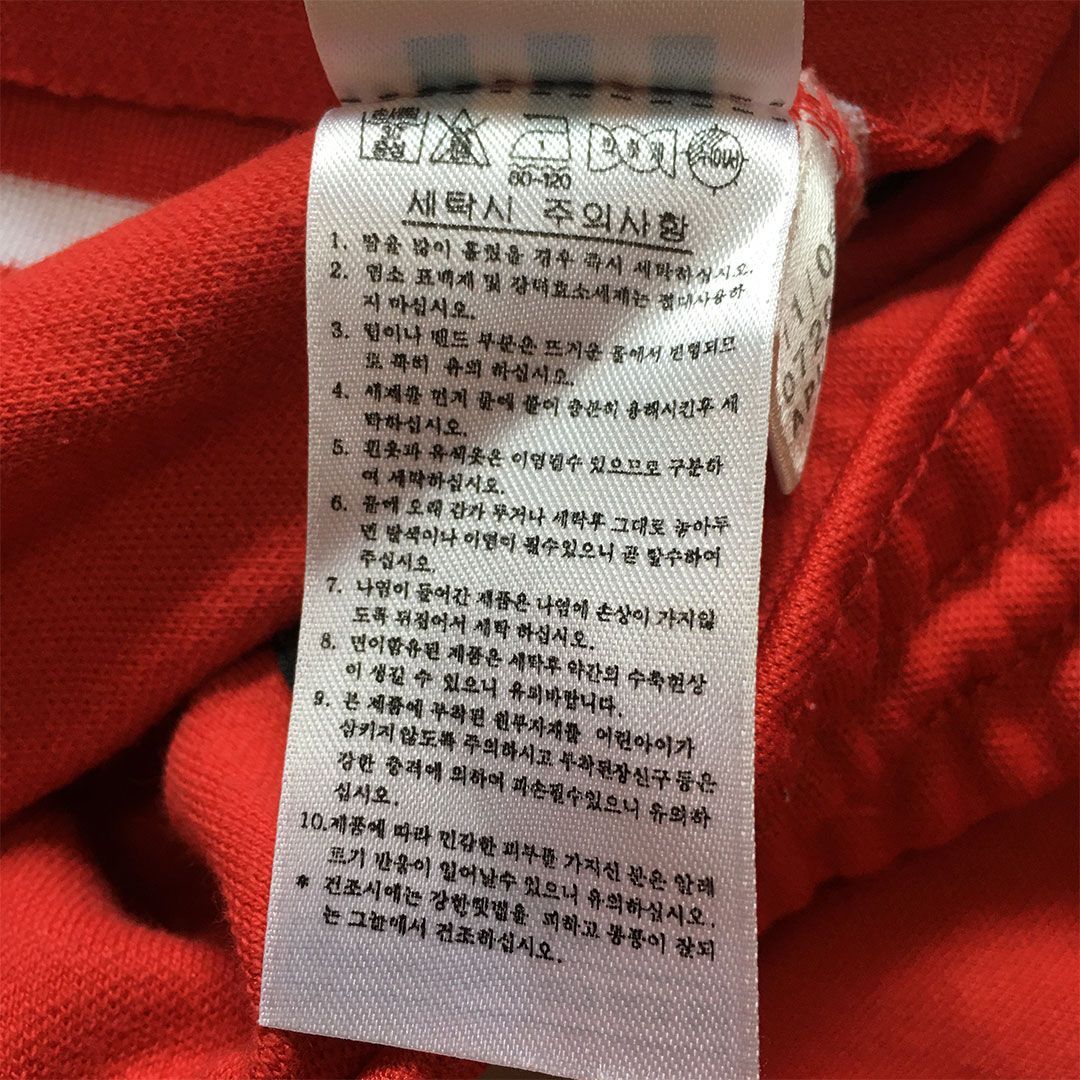 80-120
세탁시 주의사항
1. 땀을 많이 흘렸을 경우 즉시 세탁하십시오.
2. 염소 표백제 및 강력효소세제는 절대사용하
지 마십시오.
3. 텀이나 밴드 부분은 뜨거운 물에서 변형되므
로 특히 유의 하십시오.
4. 세제를 먼저 물에 풀어 충분히 용해시킨후 세
탁하십시오.
5. 흰옷과 유색옷은 이염될수 있으므로 구분하
여 세탁하십시오.
6. 물에 오래 담가 두거나 세탁후 그대로 놓아두
면 탈색이나 이염이 될수있으니 곧 탈수하여
주십시오.
7. 나염이 들어간 제품은 나염에 손상이 가지않
도록 뒤집어서 세탁 하십시오.
8. 면이함유된 제품은 세탁후 약간의 수축현상
이 생길 수 있으니 유의바랍니다.
9. 본 제품에 부착된 원부자재를 어린아이가
삼키지않도록 주의하시고 부착된장신구 등은
강한 충격에 의하여 파손될수있으니 유의하
십시오.
10.제품에 따라 민감한 피부를 가지신 분은 알레
르기 반응이 일어날수 있으니 유의하십시오.
* 건조시에는 강한햇볕을 피하고 통풍이 잘되
는 그늘에서 건조하십시오.